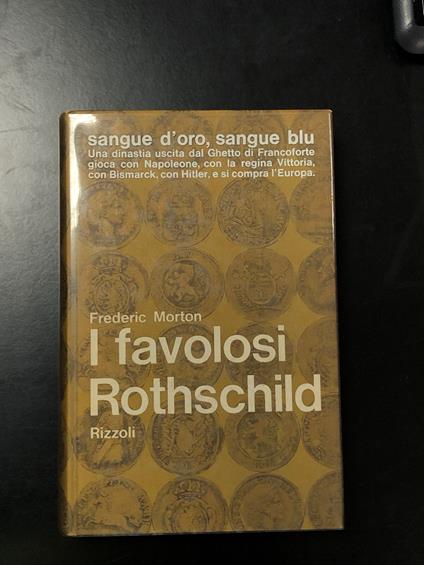 sangue d'oro, sangue blu
Una dinastia uscita dal Ghetto di Francoforte
gioca con Napoleone, con la regina Vittoria,
con Bismarck, con Hitler, e si compra l'Europa.
Frederic Morton
I favolosi
Rothschild
Rizzoli